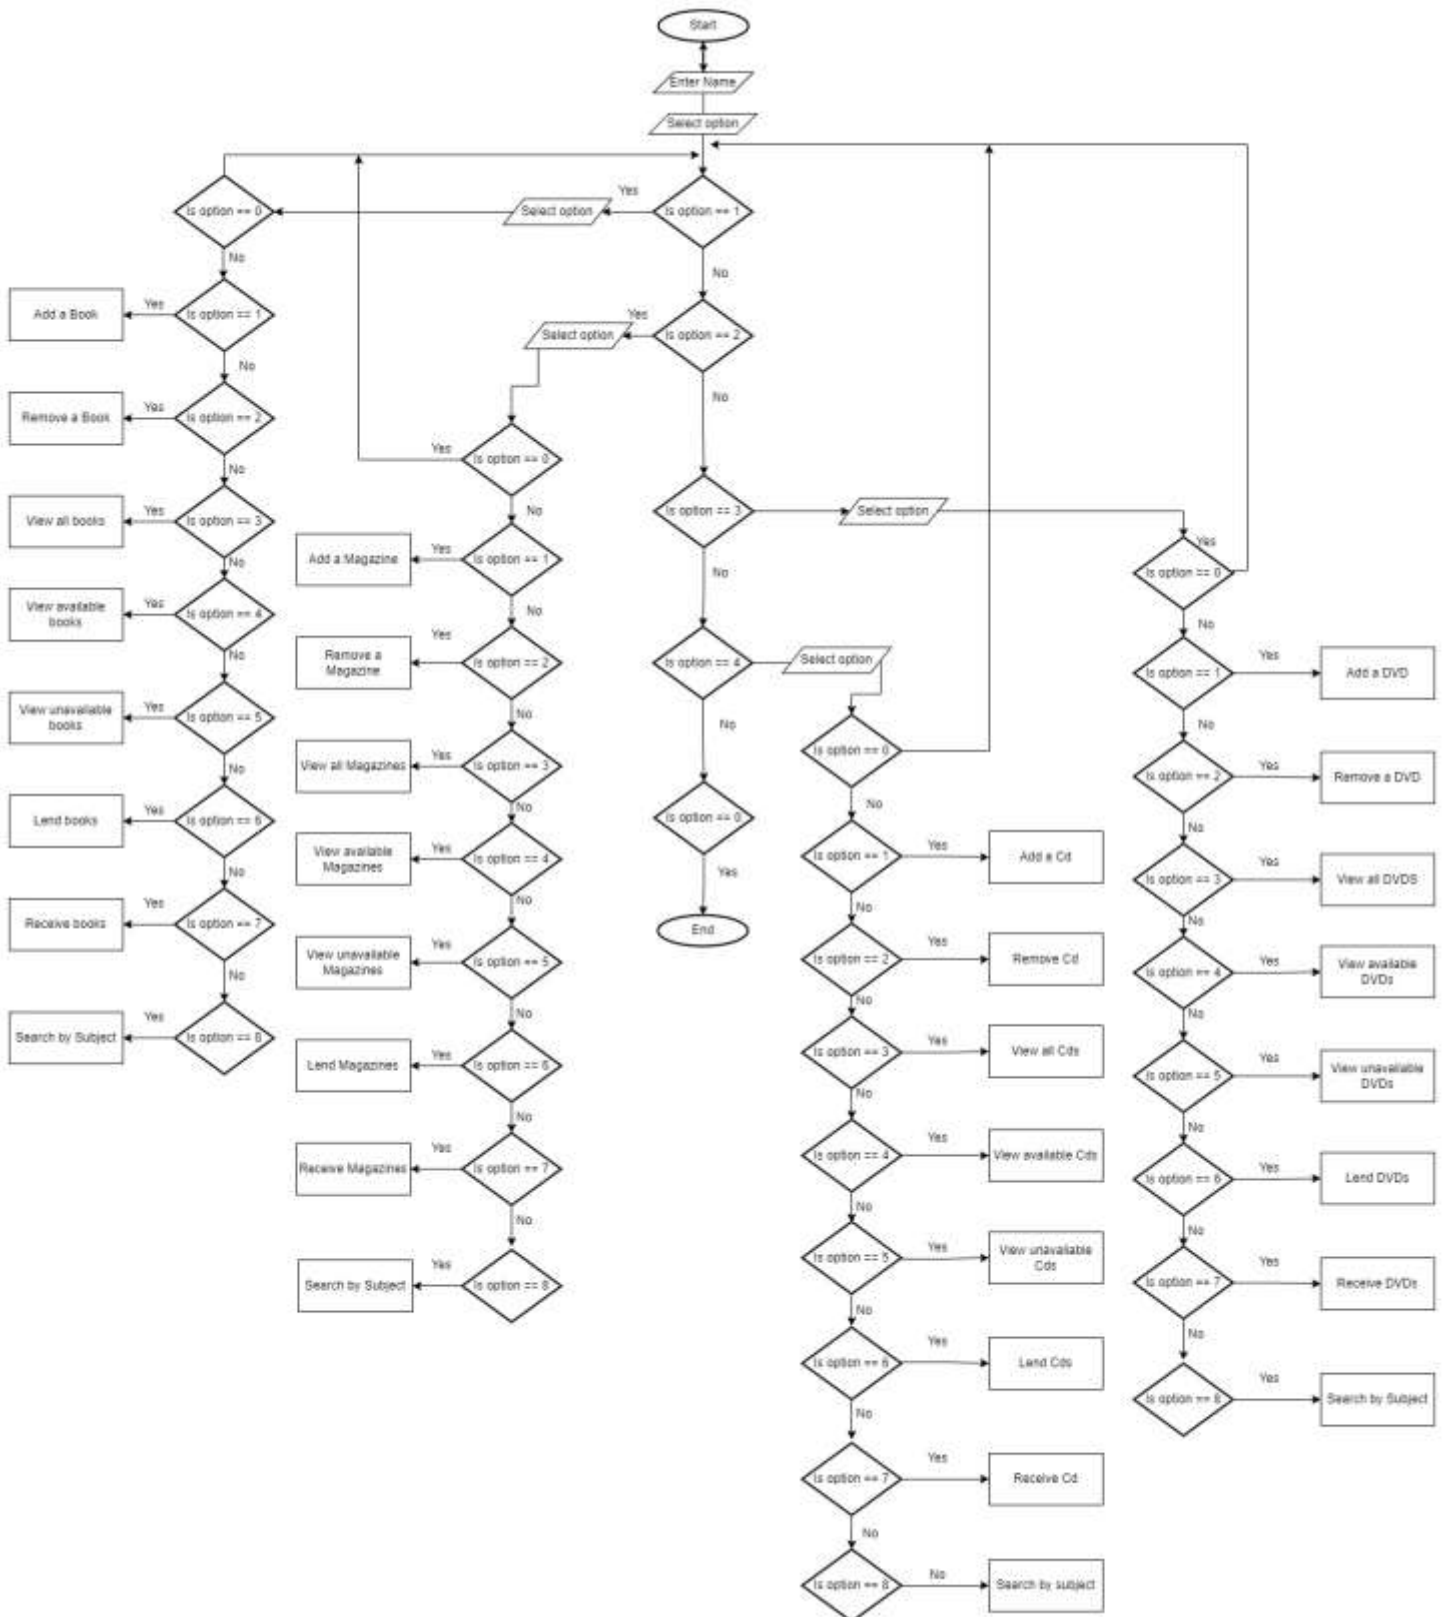 Start
Enter Name
Select option
Is option == 1
Yes
No
Select option
Is option == 0
No
Is option == 1
Yes
Add a Book
No
Is option == 2
Yes
Remove a Book
No
Is option == 3
Yes
View all books
No
Is option == 4
Yes
View available
books
No
Is option == 5
Yes
View unavailable
books
No
Is option == 6
Yes
Lend books
No
Is option == 7
Yes
Receive books
No
Is option == 8
Yes
Search by Subject
Is option == 2
Yes
No
Select option
Is option == 0
Yes
No
Is option == 1
Yes
Add a Magazine
No
Is option == 2
Yes
Remove a
Magazine
No
Is option == 3
Yes
View all Magazines
No
Is option == 4
Yes
View available
Magazines
No
Is option == 5
Yes
View unavailable
Magazines
No
Is option == 6
Yes
Lend Magazines
No
Is option == 7
Yes
Receive Magazines
No
Is option == 8
Yes
Search by Subject
Is option == 3
No
Select option
Yes
Is option == 0
No
Is option == 1
Yes
Add a DVD
No
Is option == 2
Yes
Remove a DVD
No
Is option == 3
Yes
View all DVDS
No
Is option == 4
Yes
View available
DVDs
No
Is option == 5
Yes
View unavailable
DVDs
No
Is option == 6
Yes
Lend DVDs
No
Is option == 7
Yes
Receive DVDs
No
Is option == 8
Yes
Search by Subject
Is option == 4
No
Select option
Is option == 0
No
Is option == 1
Yes
Add a Cd
No
Is option == 2
Yes
Remove Cd
No
Is option == 3
Yes
View all Cds
No
Is option == 4
Yes
View available Cds
No
Is option == 5
Yes
View unavailable
Cds
No
Is option == 6
Yes
Lend Cds
No
Is option == 7
Yes
Receive Cd
No
Is option == 8
No
Search by subject
Is option == 0
Yes
End